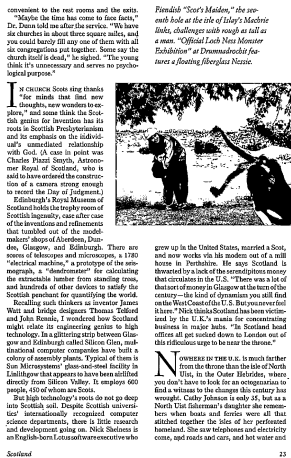 convenient to the rest rooms and the exits.
"Maybe the time has come to face facts,"
Dr. Dunn told me after the service. "We have
six churches in about three square miles, and
you could barely fill any one of them with all
six congregations put together. Some say the
church itself is dead," he sighed. "The young
think it's unnecessary and serves no psycho-
logical purpose."
IN CHURCH Scots sing thanks
"for minds that find new
thoughts, new wonders to ex-
plore," and some think the Scot-
tish genius for invention has its
roots in Scottish Presbyterianism
and its emphasis on the individ-
ual's unmediated relationship
with God. (A case in point was
Charles Piazzi Smyth, Astrono-
mer Royal of Scotland, who is
said to have ordered the construc-
tion of a camera strong enough
to record the Day of Judgment.)
Edinburgh's Royal Museum of
Scotland holds the trophy room of
Scottish ingenuity, case after case
of the inventions and refinements
that tumbled out of the model-
makers' shops of Aberdeen, Dun-
dee, Glasgow, and Edinburgh. There are
scores of telescopes and microscopes, a 1780
"electrical machine," a prototype of the seis-
mograph, a "dendrometer" for calculating
the extractable lumber from standing trees,
and hundreds of other devices to satisfy the
Scottish penchant for quantifying the world.
Recalling such thinkers as inventor James
Watt and bridge designers Thomas Telford
and John Rennie, I wondered how Scotland
might relate its engineering genius to high
technology. In a glittering strip between Glas-
gow and Edinburgh called Silicon Glen, mul-
tinational computer companies have built a
colony of assembly plants. Typical of them is
Sun Microsystems' glass-and-steel facility in
Linlithgow that appears to have been airlifted
directly from Silicon Valley. It employs 600
people, 450 of whom are Scots.
But high technology's roots do not go deep
into Scottish soil. Despite Scottish universi-
ties' internationally recognized computer
science departments, there is little research
and development going on. Nick Shelness is
an English-born Lotus software executive who
Fiendish "Scot's Maiden," the sev-
enth hole at the isle of Islay's Machrie
links, challenges with rough as tall as
a man. "Official Loch Ness Monster
Exhibition" at Drumnadrochit fea-
tures a floating fiberglass Nessie.
grew up in the United States, married a Scot,
and now works via his modem out of a mill
house in Perthshire. He says Scotland is
thwarted by a lack of the serendipitous money
that circulates in the U.S. "There was a lot of
that sort of money in Glasgow at the turn of the
century—the kind of dynamism you still find
on the West Coast of the U.S. But you never feel
it here." Nick thinks Scotland has been victim-
ized by the U.K.'s mania for concentrating
business in major hubs. "In Scotland head
offices all get sucked down to London out of
this ridiculous urge to be near the throne."
NOWHERE IN THE U.K. is much farther
from the throne than the isle of North
Uist, in the Outer Hebrides, where
you don't have to look for an octogenarian to
find a witness to the changes this century has
wrought. Cathy Johnson is only 35, but as a
North Uist fisherman's daughter she remem-
bers when boats and ferries were all that
stitched together the isles of her perforated
homeland. She saw telephones and electricity
come, and roads and cars, and hot water and
Scotland
23